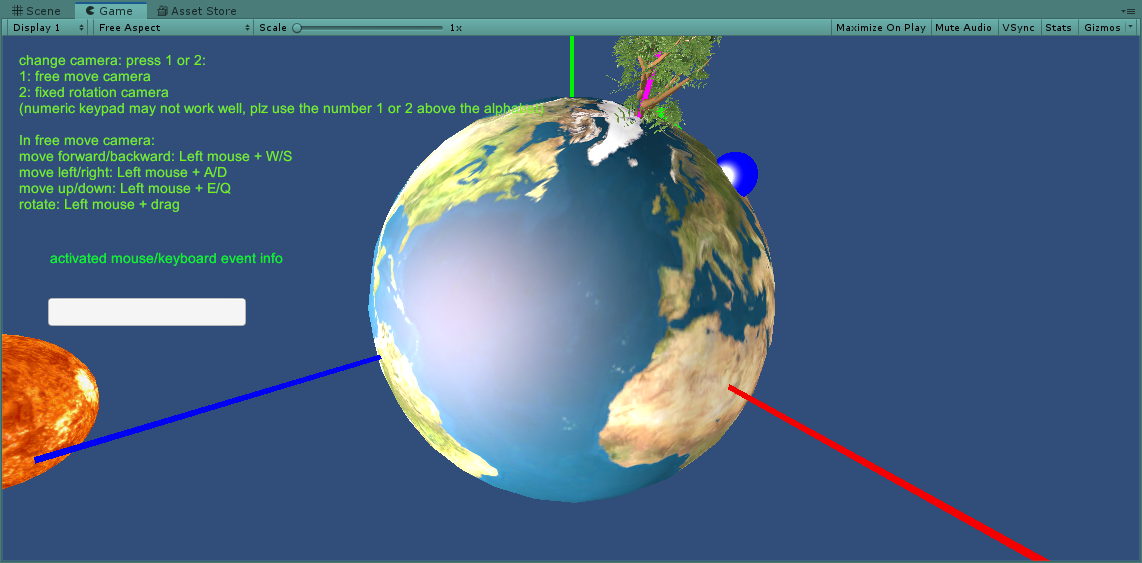 Scene Game Asset Store
Display 1 Free Aspect Scale 1x Maximize On Play Mute Audio VSync Stats Gizmos
change camera: press 1 or 2:
1: free move camera
2: fixed rotation camera
(numeric keypad may not work well, plz use the number 1 or 2 above the alphabet)
In free move camera:
move forward/backward: Left mouse + W/S
move left/right: Left mouse + A/D
move up/down: Left mouse + E/Q
rotate: Left mouse + drag
activated mouse/keyboard event info